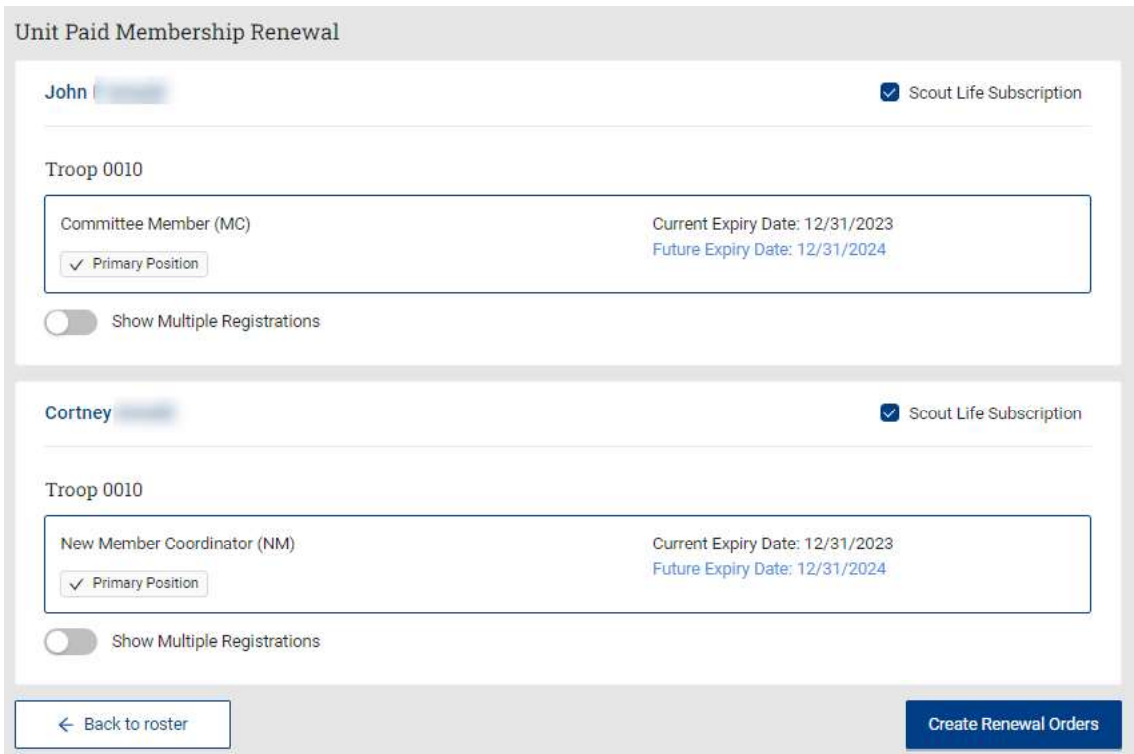 Unit Paid Membership Renewal
John
Scout Life Subscription
Troop 0010
Committee Member (MC)
Current Expiry Date: 12/31/2023
Primary Position
Future Expiry Date: 12/31/2024
Show Multiple Registrations
Cortney
Scout Life Subscription
Troop 0010
New Member Coordinator (NM)
Current Expiry Date: 12/31/2023
Primary Position
Future Expiry Date: 12/31/2024
Show Multiple Registrations
← Back to roster
Create Renewal Orders